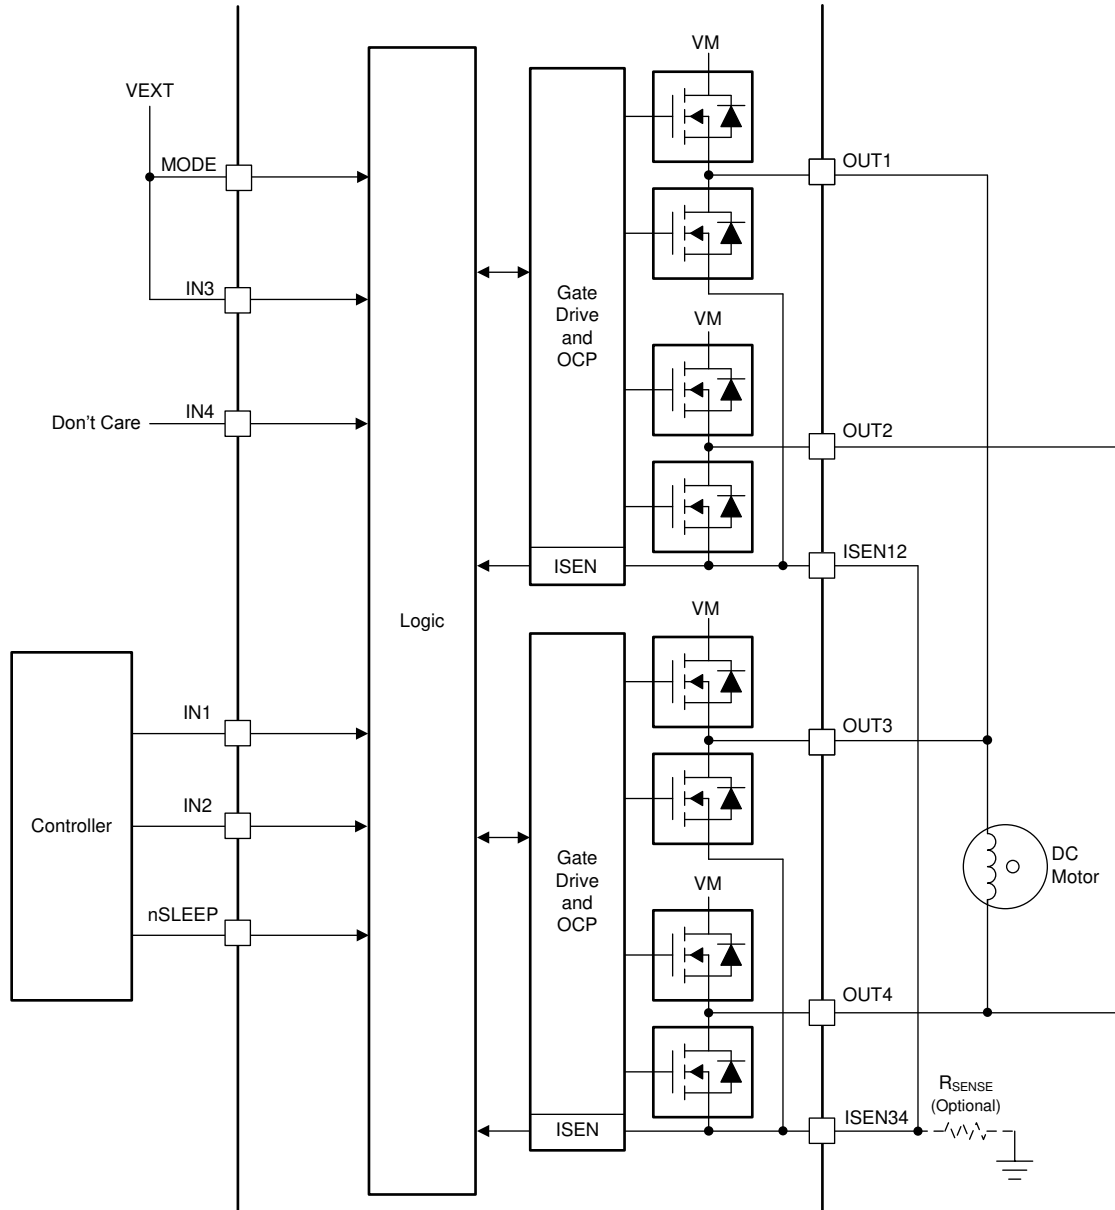 VM
VEXT
MODE
OUT1
IN3
Gate
Drive
and
OCP
VM
Don't Care
IN4
OUT2
ISEN12
ISEN
VM
Logic
IN1
OUT3
IN2
Controller
DC
Motor
Gate
Drive
and
OCP
VM
nSLEEP
OUT4
RSENSE
(Optional)
ISEN34
ISEN